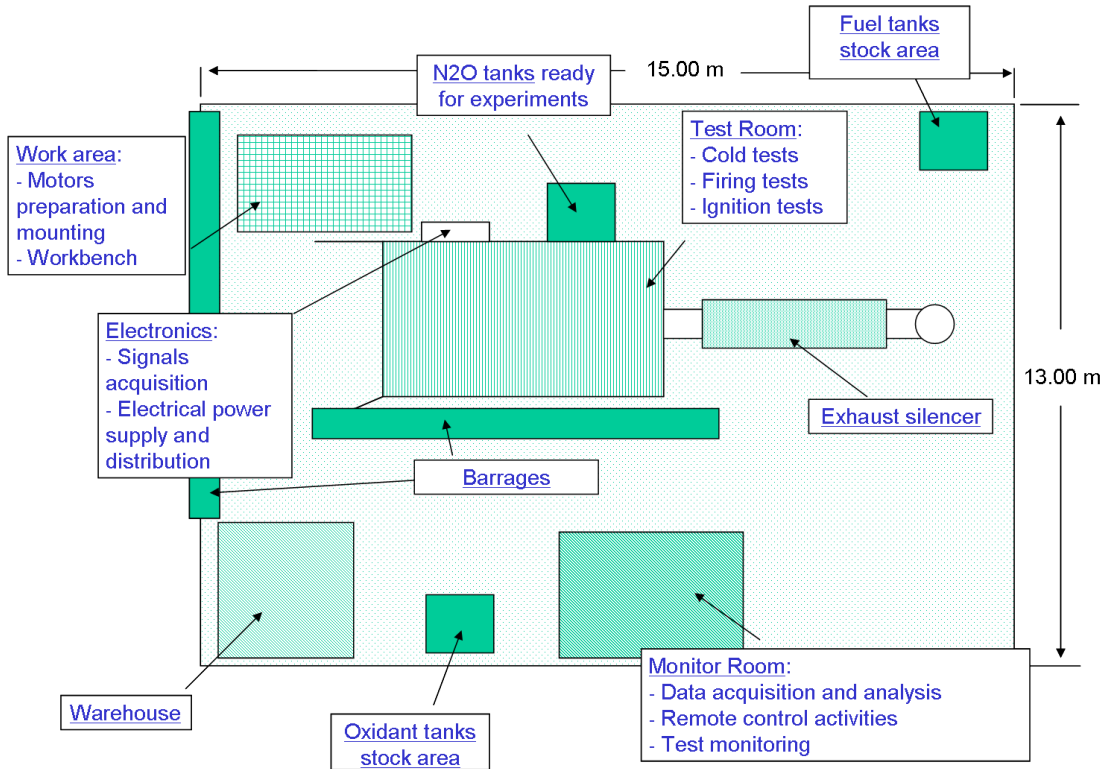 Fuel tanks
stock area
15.00 m
N2O tanks ready
for experiments
Test Room:
- Cold tests
- Firing tests
- Ignition tests
Work area:
- Motors
preparation and
mounting
- Workbench
Electronics:
- Signals
acquisition
- Electrical power
supply and
distribution
13.00 m
Exhaust silencer
Barrages
Monitor Room:
- Data acquisition and analysis
- Remote control activities
- Test monitoring
Warehouse
Oxidant tanks
stock area